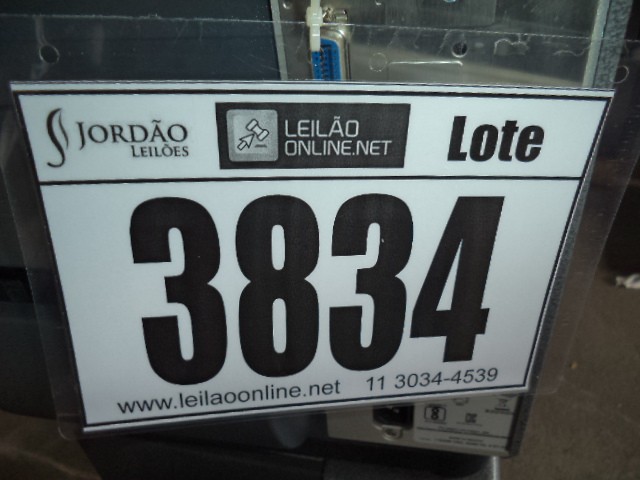 JORDÃO
LEILÕES
LEILÃO
ONLINE.NET
Lote
3834
www.leilaoonline.net 11 3034-4539